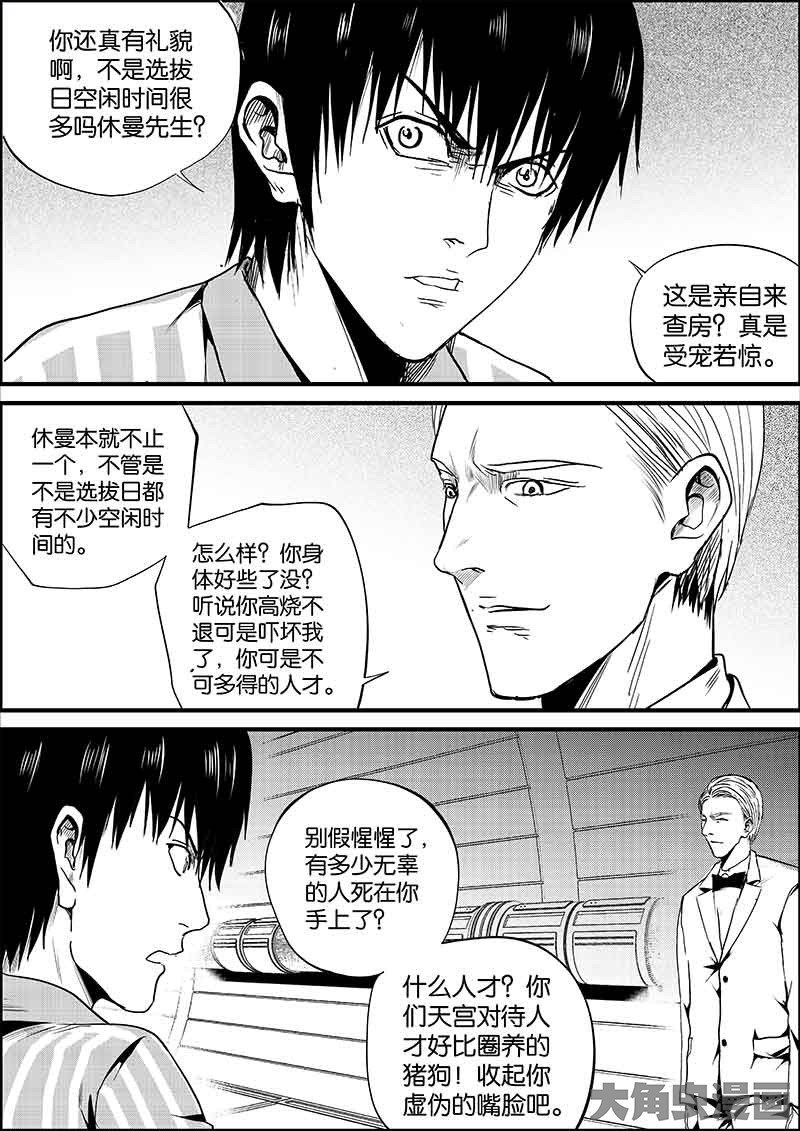 你还真有礼貌
啊，不是选拔
日空闲时间很
多吗休曼先生？
这是亲自来
查房？真是
受宠若惊。
休曼本就不止
一个，不管是
不是选拔日都
有不少空闲时
间的。
怎么样？你身
体好些了没？
听说你高烧不
退可是吓坏我
了，你可是不
可多得的人才。
别假惺惺了，
有多少无辜
的人死在你
手上了？
什么人才？你
们天宫对待人
才好比圈养的
猪狗！收起你
虚伪的嘴脸吧。
大角虫漫画